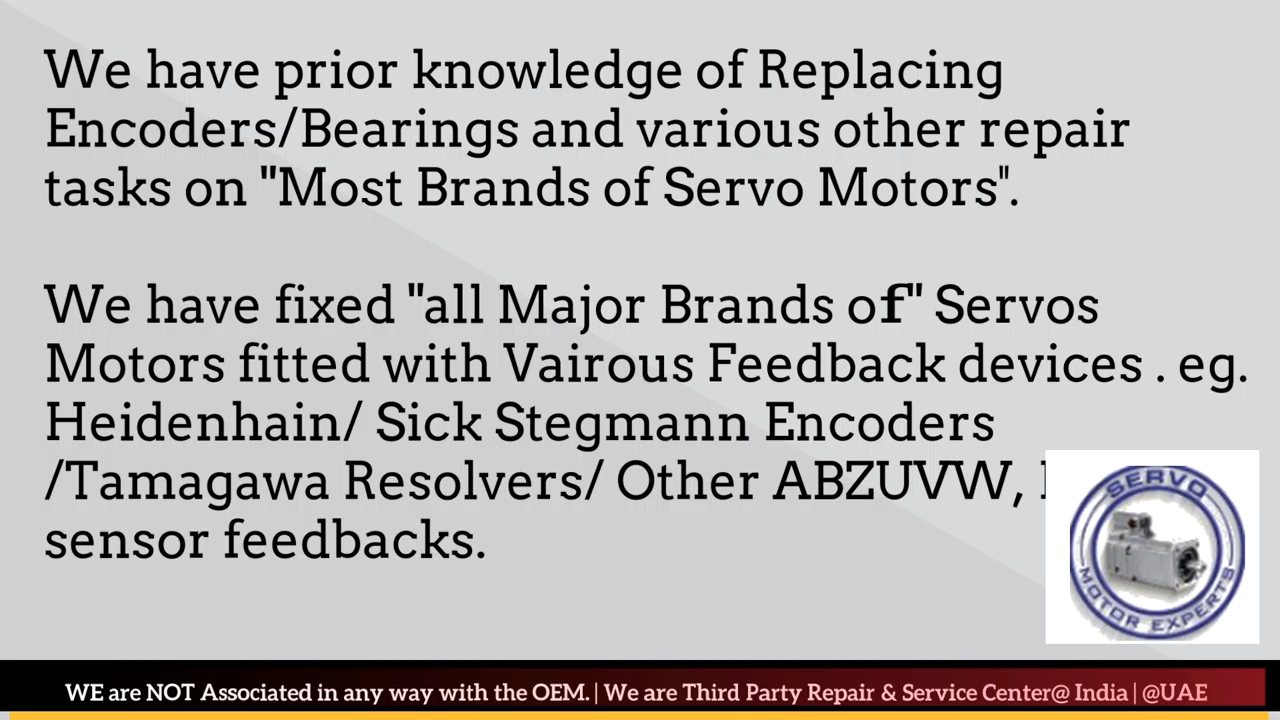 We have prior knowledge of Replacing
Encoders/Bearings and various other repair
tasks on "Most Brands of Servo Motors".
We have fixed "all Major Brands of" Servos
Motors fitted with Vairous Feedback devices . eg.
Heidenhain/ Sick Stegmann Encoders
/Tamagawa Resolvers/ Other ABZUVW,
sensor feedbacks.
SERVO
MOTOR EXPERTS
WE are NOT Associated in any way with the OEM. | We are Third Party Repair & Service Center@ India | @UAE